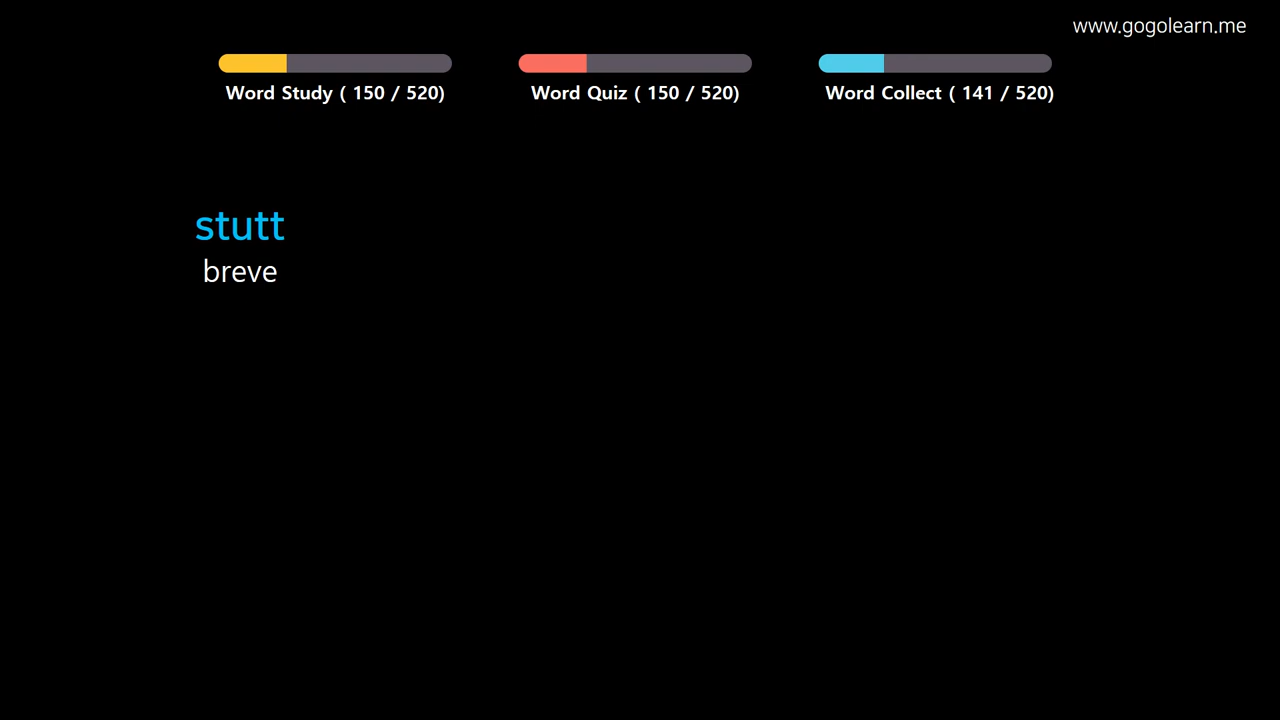 www.gogolearn.me
Word Study ( 150 / 520)
Word Quiz ( 150 / 520)
Word Collect ( 141 / 520)
stutt
breve